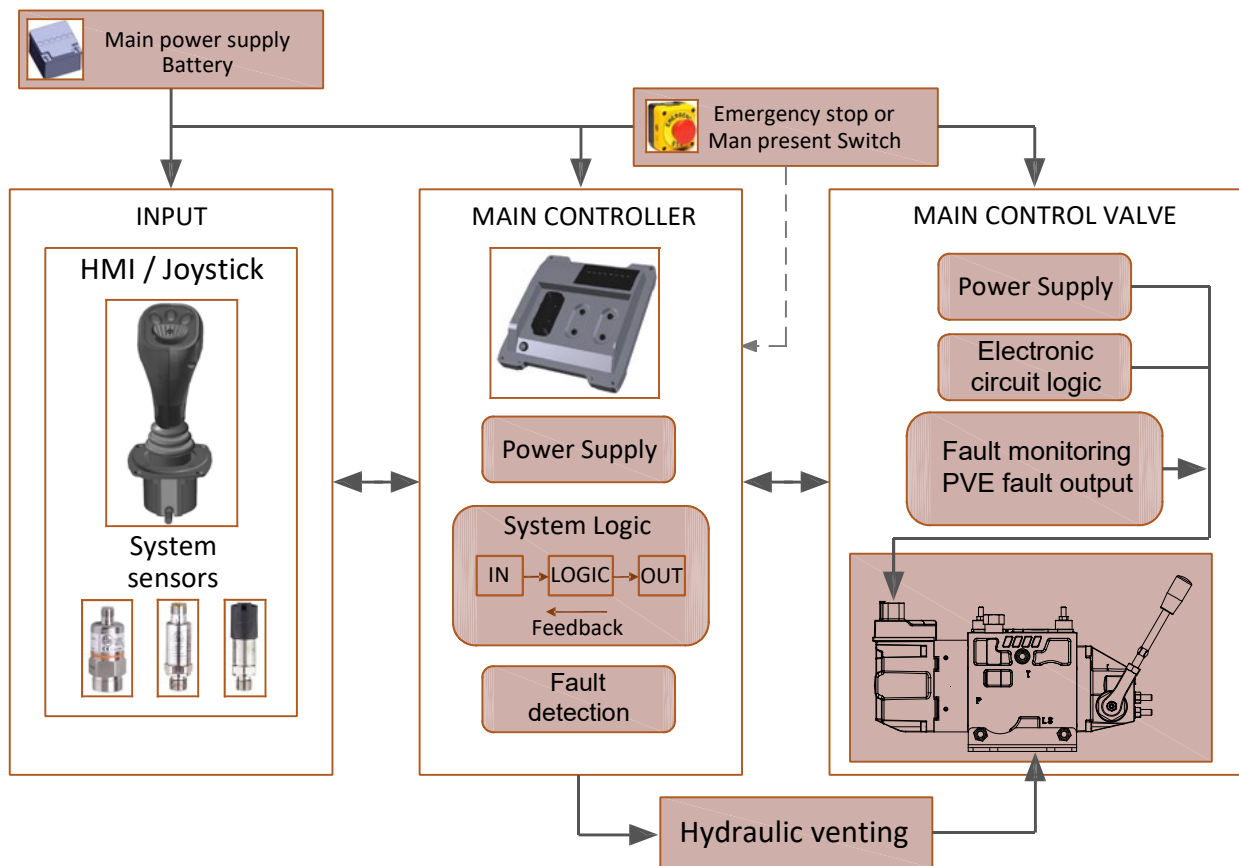 Main power supply
Battery
Emergency stop or
Man present Switch
INPUT
HMI / Joystick
System
sensors
MAIN CONTROLLER
Power Supply
System Logic
IN
LOGIC
OUT
Feedback
Fault
detection
MAIN CONTROL VALVE
Power Supply
Electronic
circuit logic
Fault monitoring
PVE fault output
P
T
LS
Hydraulic venting